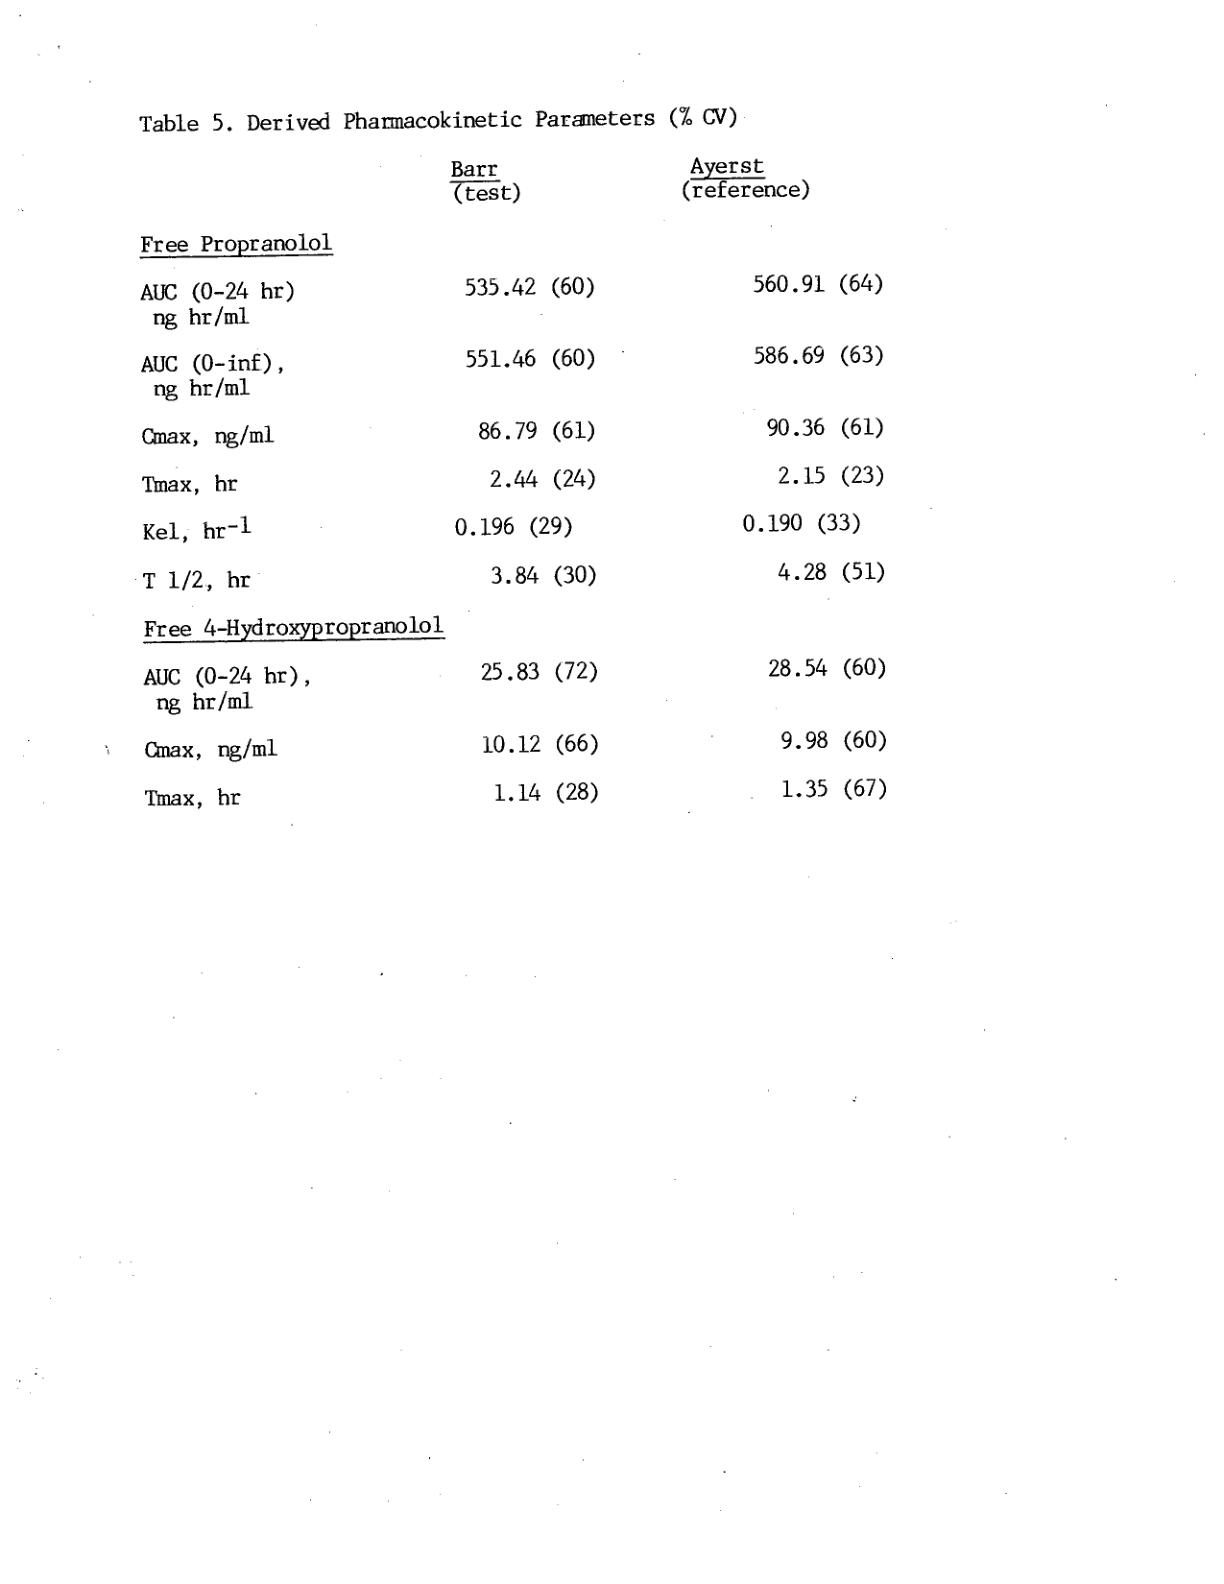 Table 5. Derived Pharmacokinetic Parameters (% CV)
Barr Ayerst
(test) (reference)
Free Propranolol
AUC (0-24 hr) 535.42 (60) 560.91 (64)
ng hr/ml
AUC (0-inf), 551.46 (60) 586.69 (63)
ng hr/ml
Cmax, ng/ml 86.79 (61) 90.36 (61)
Tmax, hr 2.44 (24) 2.15 (23)
Kel, hr-1 0.196 (29) 0.190 (33)
T 1/2, hr 3.84 (30) 4.28 (51)
Free 4-Hydroxypropranolol
AUC (0-24 hr), 25.83 (72) 28.54 (60)
ng hr/ml
Cmax, ng/ml 10.12 (66) 9.98 (60)
Tmax, hr 1.14 (28) 1.35 (67)